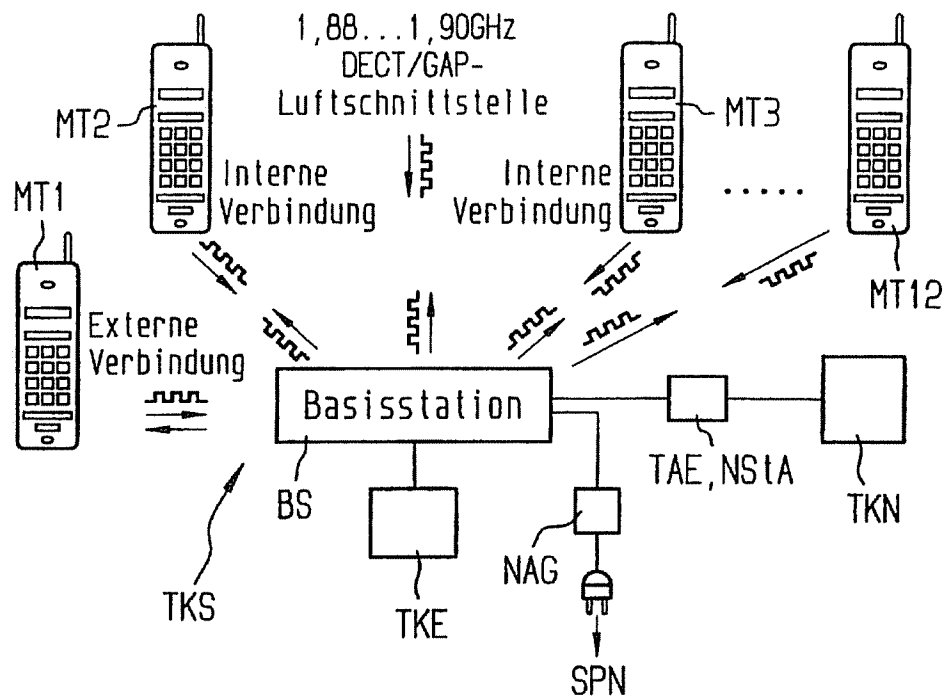 1,88...1,90GHz
DECT/GAP-
Luftschnittstelle
MT2
MT3
MT1
Interne
Verbindung
Interne
Verbindung
.....
MT12
Externe
Verbindung
Basisstation
BS
TAE,NStA
TKN
NAG
TKS
TKE
SPN